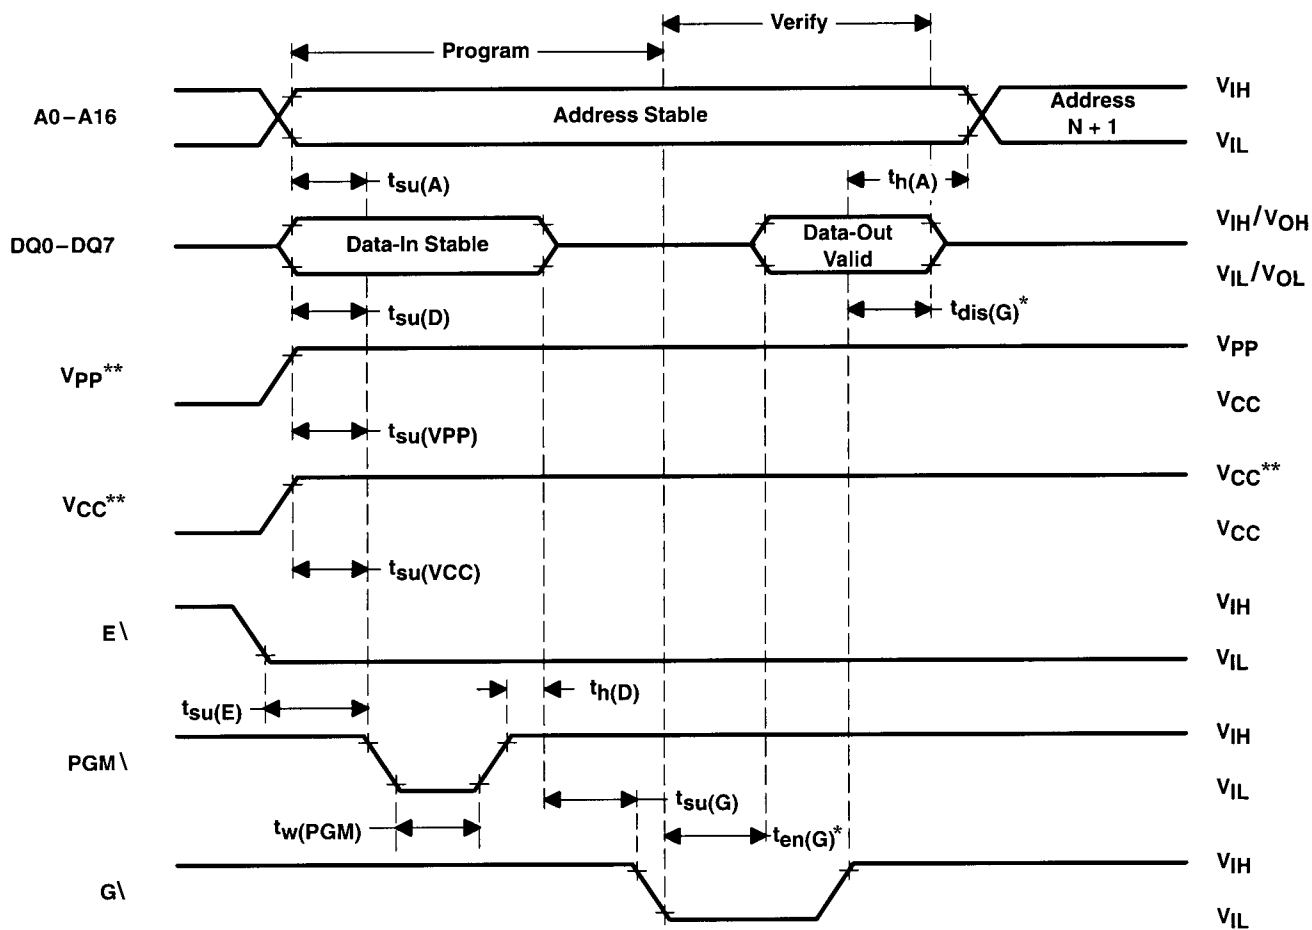 Verify
Program
A0–A16
Address Stable
Address
N + 1
VIH
VIL
tsu(A)
th(A)
DQ0–DQ7
Data-In Stable
Data-Out
Valid
VIH/VOH
VIL/VOL
tsu(D)
tdis(G)*
VPP**
VPP
VCC
tsu(VPP)
VCC**
VCC**
VCC
tsu(VCC)
E\
VIH
VIL
tsu(E)
th(D)
PGM\
VIH
VIL
tw(PGM)
tsu(G)
ten(G)*
G\
VIH
VIL